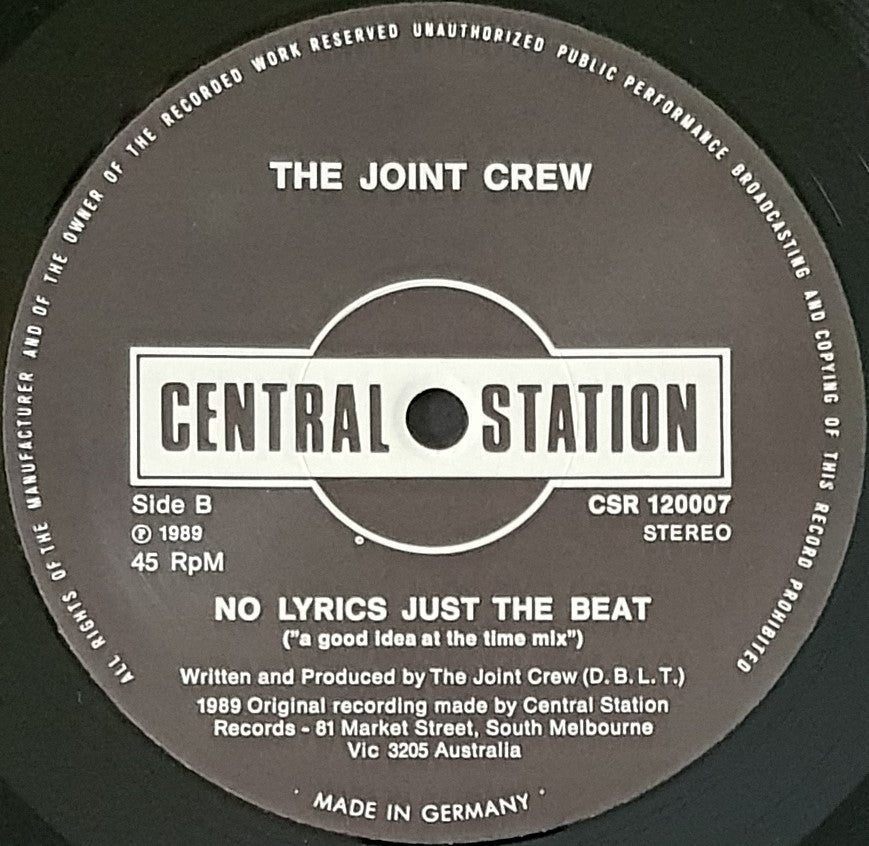 ALL RIGHTS OF THE MANUFACTURER AND OF THE OWNER OF THE RECORDED WORK RESERVED UNAUTHORIZED PUBLIC PERFORMANCE BROADCASTING AND COPYING OF THIS RECORD PROHIBITED
THE JOINT CREW
CENTRAL STATION
Side B
℗ 1989
45 RpM
CSR 120007
STEREO
NO LYRICS JUST THE BEAT
("a good idea at the time mix")
Written and Produced by The Joint Crew (D.B.L.T.)
1989 Original recording made by Central Station
Records - 81 Market Street, South Melbourne
Vic 3205 Australia
· MADE IN GERMANY ·